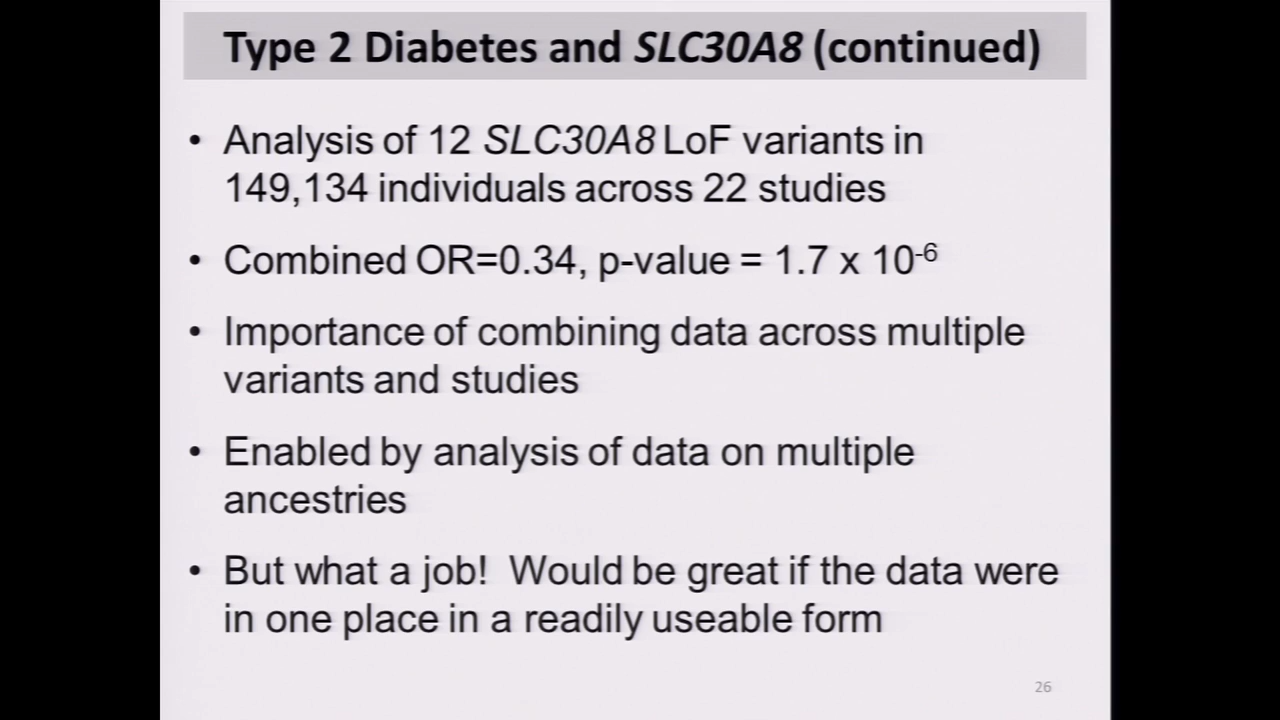 Type 2 Diabetes and SLC30A8 (continued)
• Analysis of 12 SLC30A8 LoF variants in
149,134 individuals across 22 studies
• Combined OR=0.34, p-value = 1.7 x 10⁻⁶
• Importance of combining data across multiple
variants and studies
• Enabled by analysis of data on multiple
ancestries
• But what a job!  Would be great if the data were
in one place in a readily useable form
26